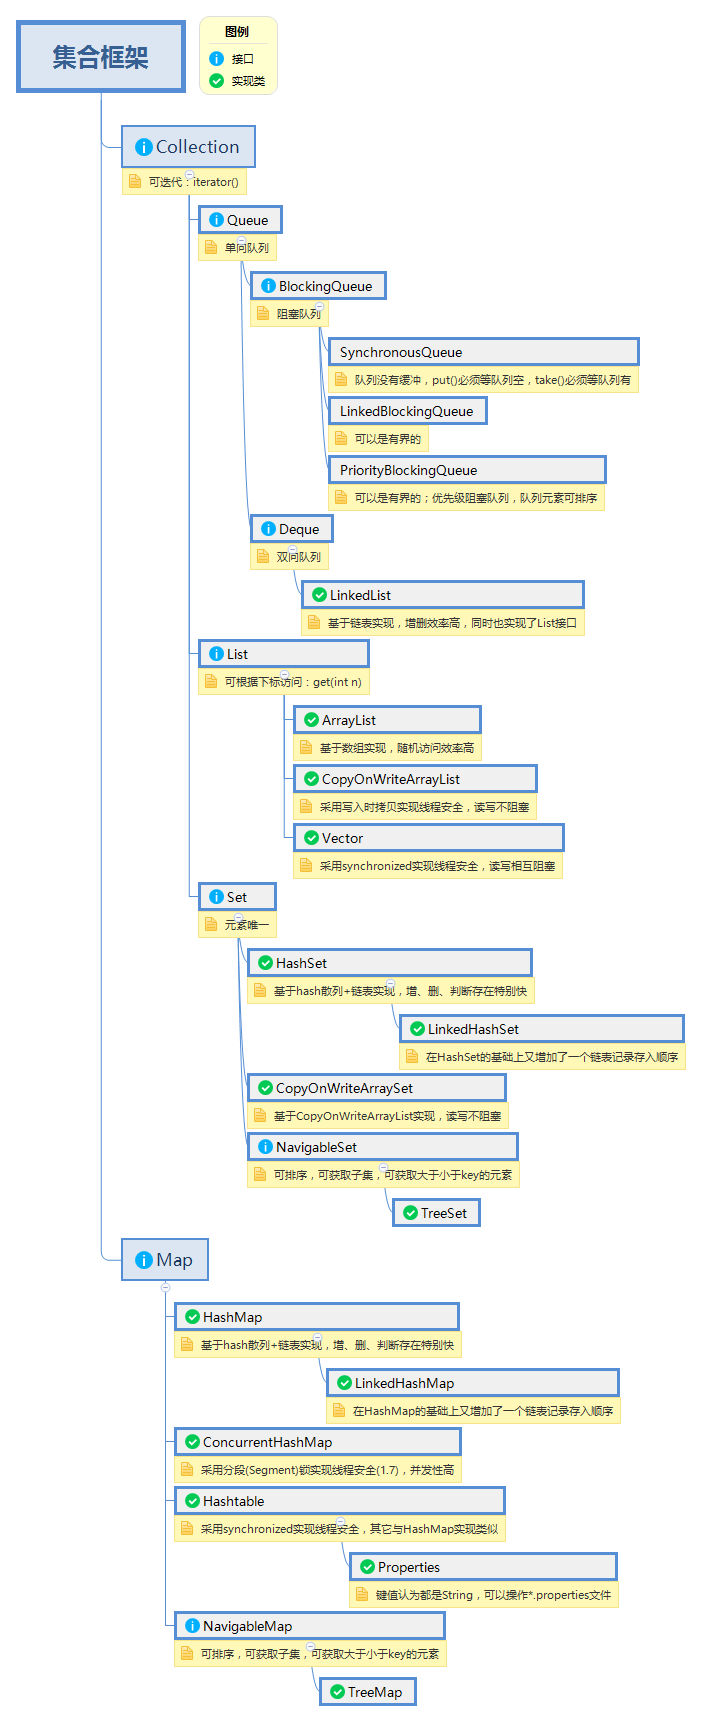 集合框架
图例
接口
实现类
Collection
可迭代：iterator()
Queue
单向队列
BlockingQueue
阻塞队列
SynchronousQueue
队列没有缓冲，put()必须等队列空，take()必须等队列有
LinkedBlockingQueue
可以是有界的
PriorityBlockingQueue
可以是有界的；优先级阻塞队列，队列元素可排序
Deque
双向队列
LinkedList
基于链表实现，增删效率高，同时也实现了List接口
List
可根据下标访问：get(int n)
ArrayList
基于数组实现，随机访问效率高
CopyOnWriteArrayList
采用写入时拷贝实现线程安全，读写不阻塞
Vector
采用synchronized实现线程安全，读写相互阻塞
Set
元素唯一
HashSet
基于hash散列+链表实现，增、删、判断存在特别快
LinkedHashSet
在HashSet的基础上又增加了一个链表记录存入顺序
CopyOnWriteArraySet
基于CopyOnWriteArrayList实现，读写不阻塞
NavigableSet
可排序，可获取子集，可获取大于小于key的元素
TreeSet
Map
HashMap
基于hash散列+链表实现，增、删、判断存在特别快
LinkedHashMap
在HashMap的基础上又增加了一个链表记录存入顺序
ConcurrentHashMap
采用分段(Segment)锁实现线程安全(1.7)，并发性高
Hashtable
采用synchronized实现线程安全，其它与HashMap实现类似
Properties
键值认为都是String，可以操作*.properties文件
NavigableMap
可排序，可获取子集，可获取大于小于key的元素
TreeMap